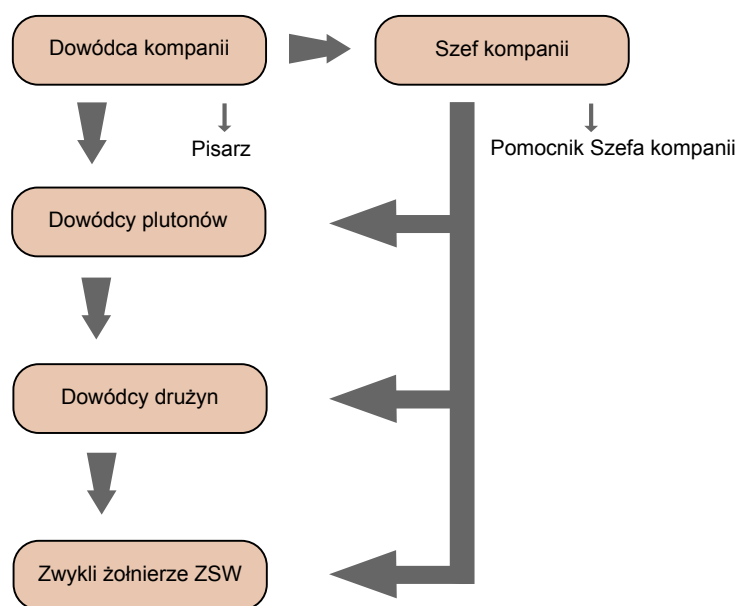 Dowódca kompanii
Szef kompanii
Pisarz
Pomocnik Szefa kompanii
Dowódcy plutonów
Dowódcy drużyn
Zwykli żołnierze ZSW